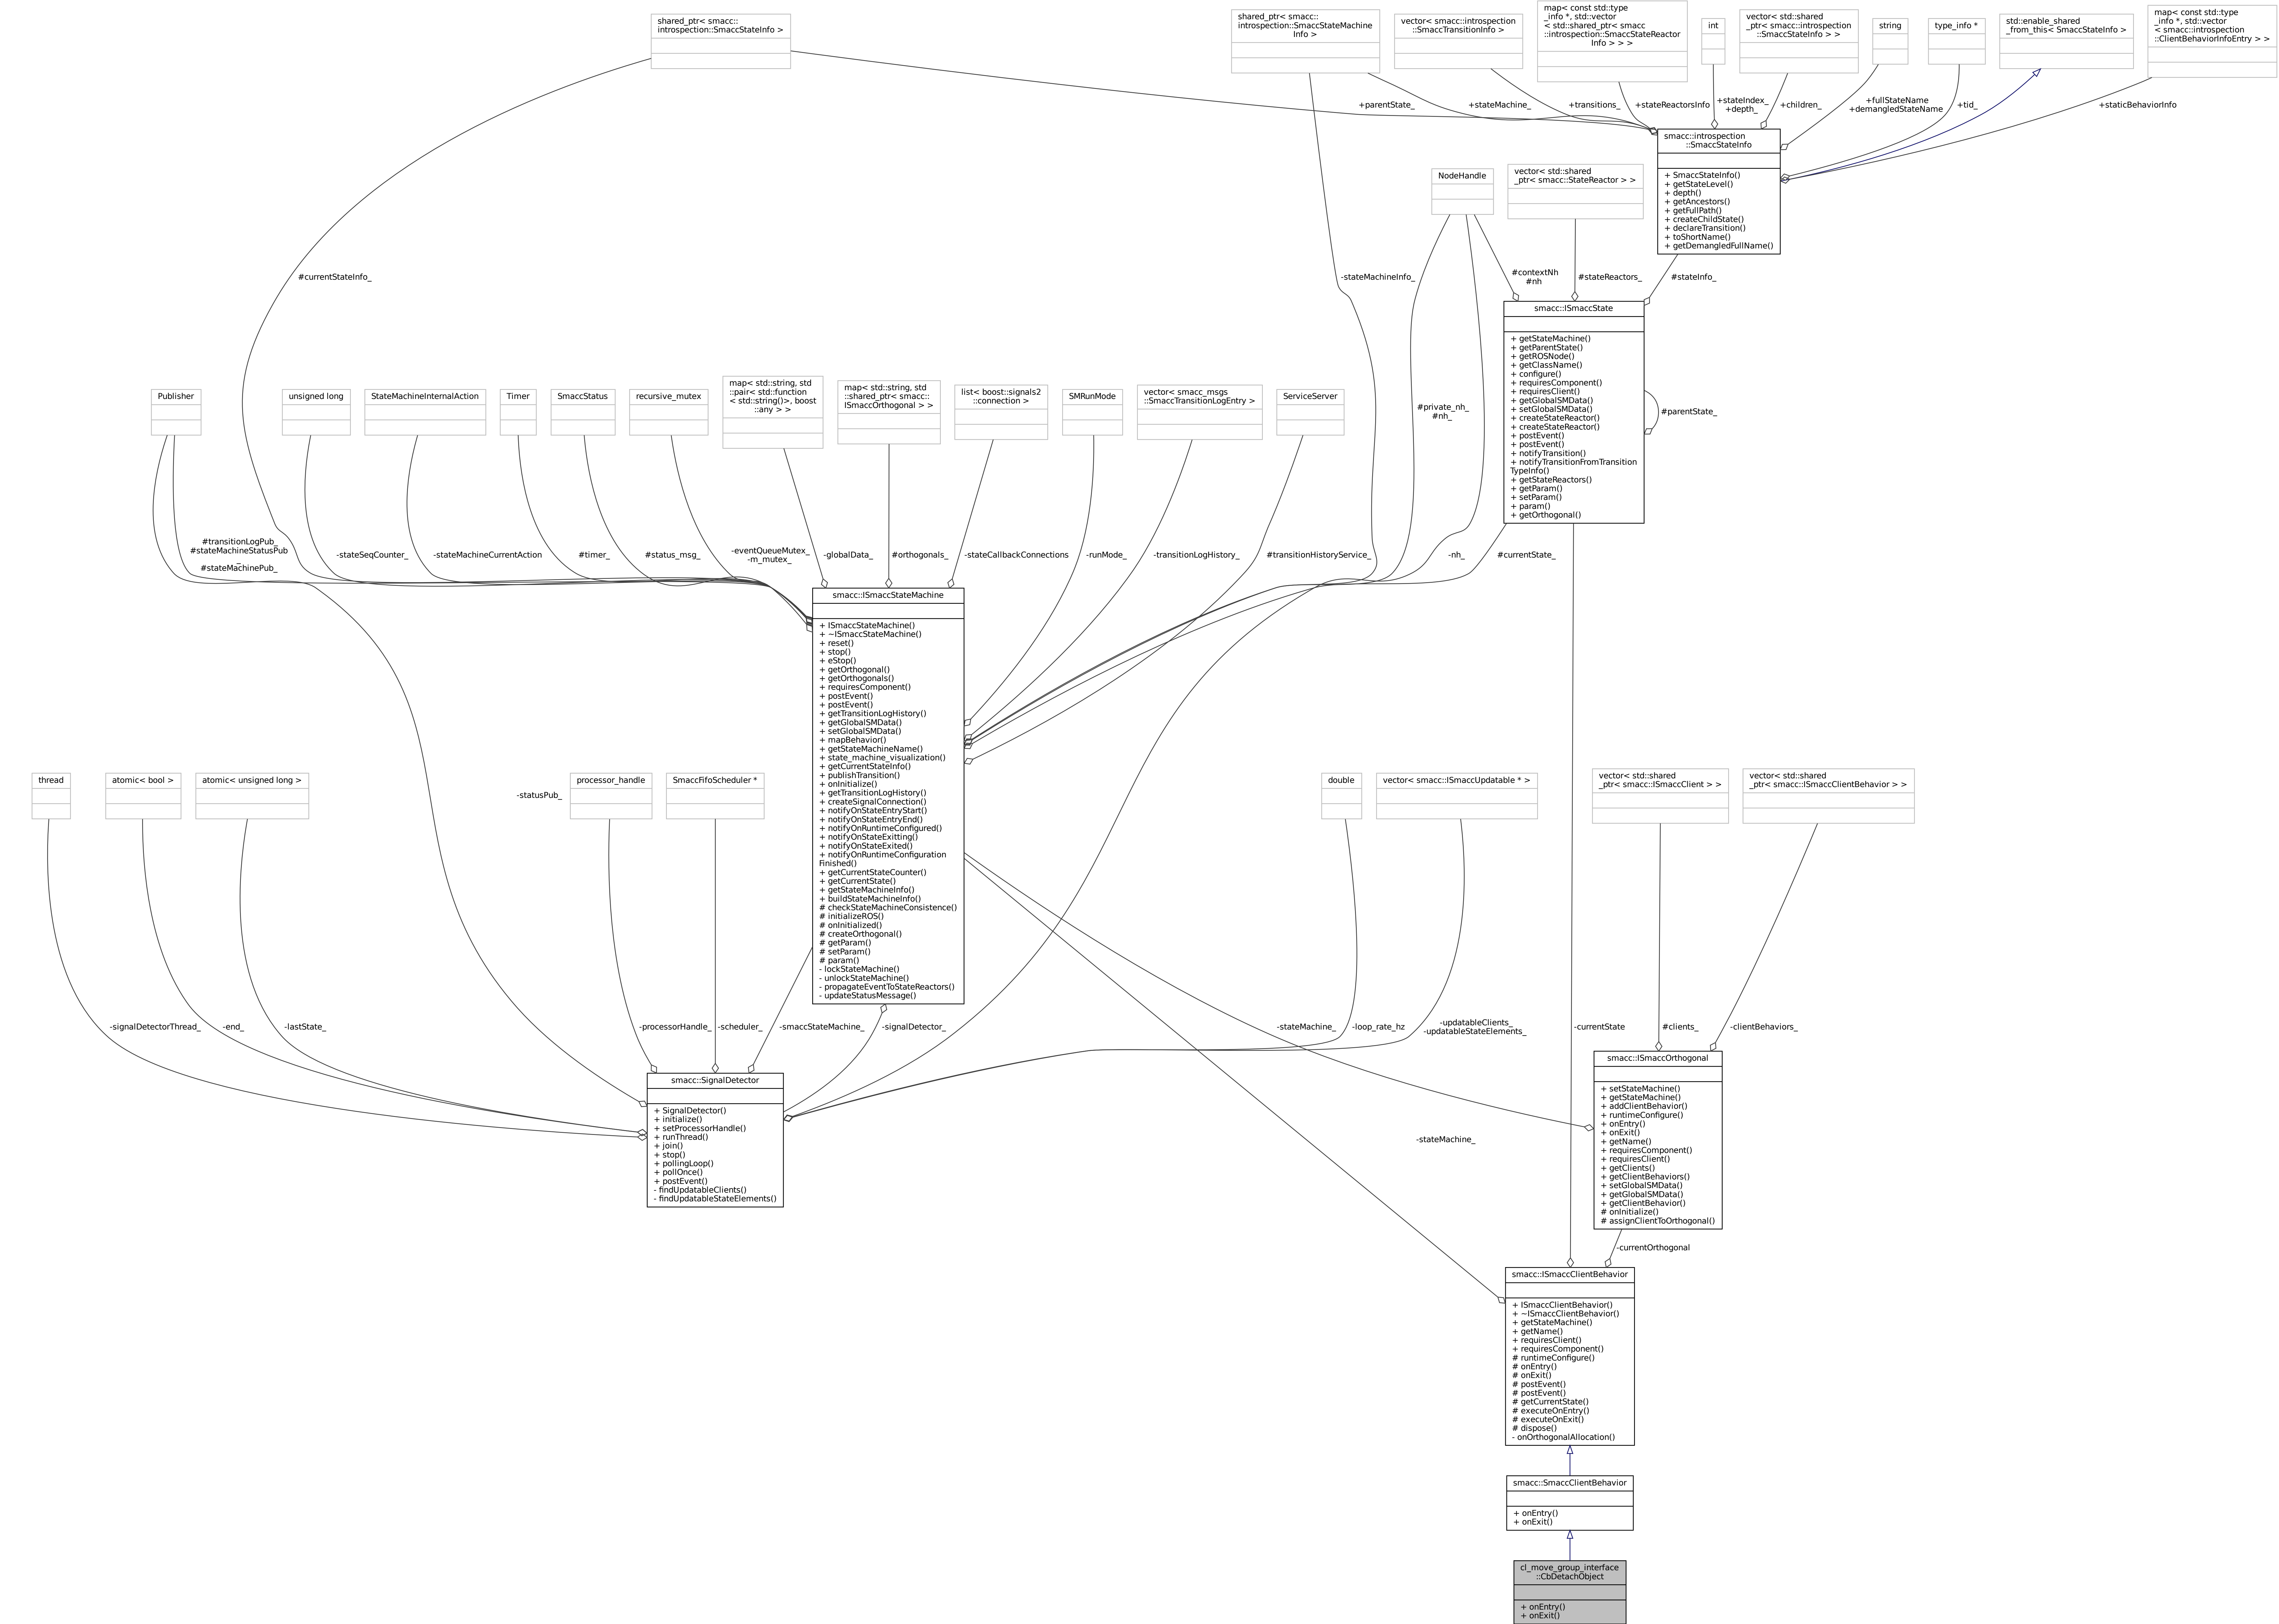 shared_ptr< smacc::
introspection::SmaccStateInfo >
shared_ptr< smacc::
introspection::SmaccStateMachine
Info >
vector< smacc::introspection
::SmaccTransitionInfo >
map< const std::type
_info *, std::vector
< std::shared_ptr< smacc
::introspection::SmaccStateReactor
Info > > >
int
vector< std::shared
_ptr< smacc::introspection
::SmaccStateInfo > >
string
type_info *
std::enable_shared
_from_this< SmaccStateInfo >
map< const std::type
_info *, std::vector
< smacc::introspection
::ClientBehaviorInfoEntry > >
+parentState_
+stateMachine_
+transitions_
+stateReactorsInfo
+stateIndex_
+depth_
+children_
+fullStateName
+demangledStateName
+tid_
+staticBehaviorInfo
smacc::introspection
::SmaccStateInfo
+ SmaccStateInfo()
+ getStateLevel()
+ depth()
+ getAncestors()
+ getFullPath()
+ createChildState()
+ declareTransition()
+ toShortName()
+ getDemangledFullName()
NodeHandle
vector< std::shared
_ptr< smacc::StateReactor > >
#currentStateInfo_
-stateMachineInfo_
#contextNh
#nh
#stateReactors_
#stateInfo_
smacc::ISmaccState
+ getStateMachine()
+ getParentState()
+ getROSNode()
+ getClassName()
+ configure()
+ requiresComponent()
+ requiresClient()
+ getGlobalSMData()
+ setGlobalSMData()
+ createStateReactor()
+ createStateReactor()
+ postEvent()
+ postEvent()
+ notifyTransition()
+ notifyTransitionFromTransition
TypeInfo()
+ getStateReactors()
+ getParam()
+ setParam()
+ param()
+ getOrthogonal()
#parentState_
Publisher
unsigned long
StateMachineInternalAction
Timer
SmaccStatus
recursive_mutex
map< std::string, std
::pair< std::function
< std::string()>, boost
::any > >
map< std::string, std
::shared_ptr< smacc::
ISmaccOrthogonal > >
list< boost::signals2
::connection >
SMRunMode
vector< smacc_msgs
::SmaccTransitionLogEntry >
ServiceServer
#private_nh_
#nh_
#transitionLogPub_
#stateMachineStatusPub
_
#stateMachinePub_
-stateSeqCounter_
-stateMachineCurrentAction
#timer_
#status_msg_
-eventQueueMutex_
-m_mutex_
-globalData_
#orthogonals_
-stateCallbackConnections
-runMode_
-transitionLogHistory_
#transitionHistoryService_
-nh_
#currentState_
smacc::ISmaccStateMachine
+ ISmaccStateMachine()
+ ~ISmaccStateMachine()
+ reset()
+ stop()
+ eStop()
+ getOrthogonal()
+ getOrthogonals()
+ requiresComponent()
+ postEvent()
+ postEvent()
+ getTransitionLogHistory()
+ getGlobalSMData()
+ setGlobalSMData()
+ mapBehavior()
+ getStateMachineName()
+ state_machine_visualization()
+ getCurrentStateInfo()
+ publishTransition()
+ onInitialize()
+ getTransitionLogHistory()
+ createSignalConnection()
+ notifyOnStateEntryStart()
+ notifyOnStateEntryEnd()
+ notifyOnRuntimeConfigured()
+ notifyOnStateExitting()
+ notifyOnStateExited()
+ notifyOnRuntimeConfiguration
Finished()
+ getCurrentStateCounter()
+ getCurrentState()
+ getStateMachineInfo()
+ buildStateMachineInfo()
# checkStateMachineConsistence()
# initializeROS()
# onInitialized()
# createOrthogonal()
# getParam()
# setParam()
# param()
- lockStateMachine()
- unlockStateMachine()
- propagateEventToStateReactors()
- updateStatusMessage()
thread
atomic< bool >
atomic< unsigned long >
-statusPub_
processor_handle
SmaccFifoScheduler *
double
vector< smacc::ISmaccUpdatable * >
vector< std::shared
_ptr< smacc::ISmaccClient > >
vector< std::shared
_ptr< smacc::ISmaccClientBehavior > >
-signalDetectorThread_
-end_
-lastState_
-processorHandle_
-scheduler_
-smaccStateMachine_
-signalDetector_
-stateMachine_
-loop_rate_hz
-updatableClients_
-updatableStateElements_
-currentState
#clients_
-clientBehaviors_
smacc::SignalDetector
+ SignalDetector()
+ initialize()
+ setProcessorHandle()
+ runThread()
+ join()
+ stop()
+ pollingLoop()
+ pollOnce()
+ postEvent()
- findUpdatableClients()
- findUpdatableStateElements()
smacc::ISmaccOrthogonal
+ setStateMachine()
+ getStateMachine()
+ addClientBehavior()
+ runtimeConfigure()
+ onEntry()
+ onExit()
+ getName()
+ requiresComponent()
+ requiresClient()
+ getClients()
+ getClientBehaviors()
+ setGlobalSMData()
+ getGlobalSMData()
+ getClientBehavior()
# onInitialize()
# assignClientToOrthogonal()
-stateMachine_
-currentOrthogonal
smacc::ISmaccClientBehavior
+ ISmaccClientBehavior()
+ ~ISmaccClientBehavior()
+ getStateMachine()
+ getName()
+ requiresClient()
+ requiresComponent()
# runtimeConfigure()
# onEntry()
# onExit()
# postEvent()
# postEvent()
# getCurrentState()
# executeOnEntry()
# executeOnExit()
# dispose()
- onOrthogonalAllocation()
smacc::SmaccClientBehavior
+ onEntry()
+ onExit()
cl_move_group_interface
::CbDetachObject
+ onEntry()
+ onExit()